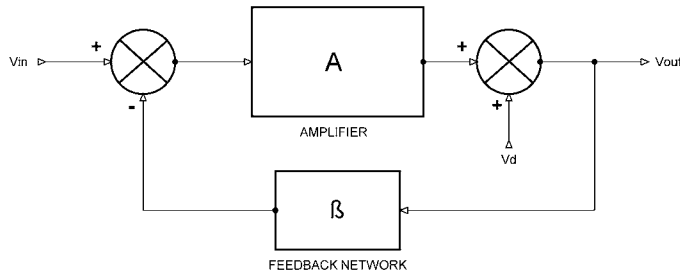 Vin
+
-
A
AMPLIFIER
+
+
Vd
Vout
ß
FEEDBACK NETWORK